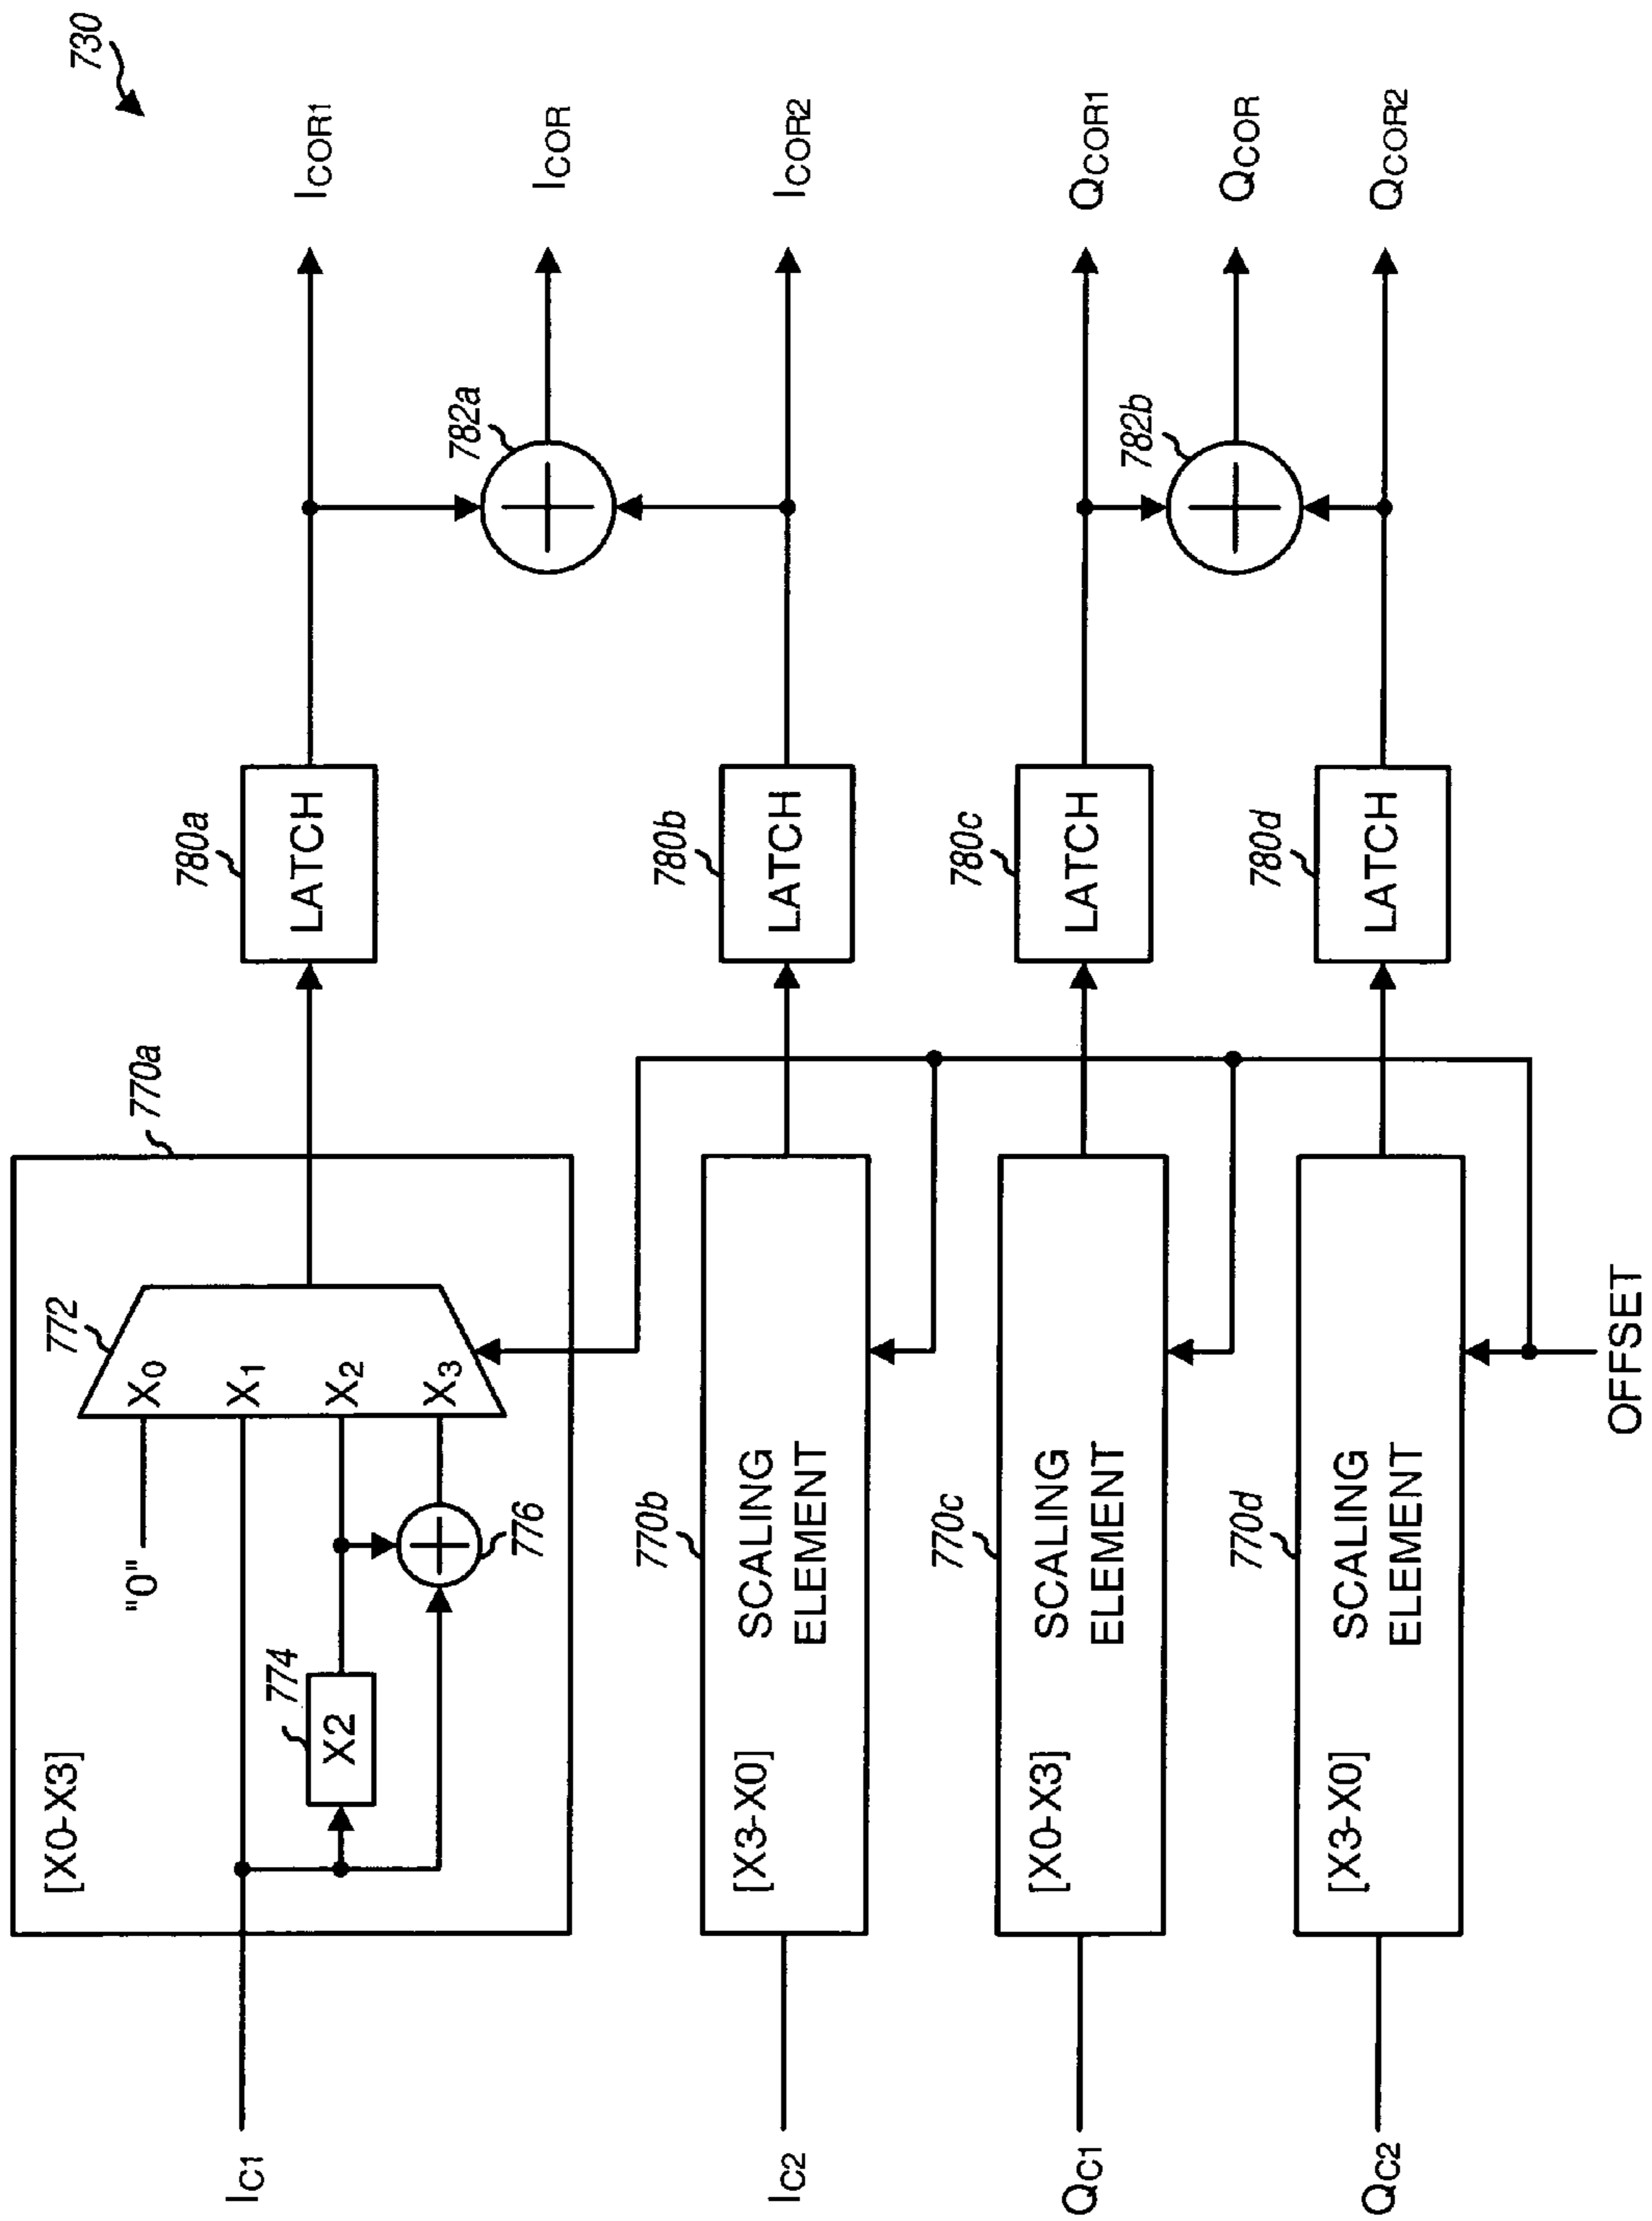 730
770a
[X0-X3]
772
"0"
X0
X1
X2
X3
774
X2
776
IC1
780a
LATCH
ICOR1
782a
ICOR
770b
[X3-X0]
SCALING
ELEMENT
IC2
780b
LATCH
ICOR2
770c
[X0-X3]
SCALING
ELEMENT
QC1
780c
LATCH
QCOR1
782b
QCOR
770d
[X3-X0]
SCALING
ELEMENT
QC2
780d
LATCH
QCOR2
OFFSET